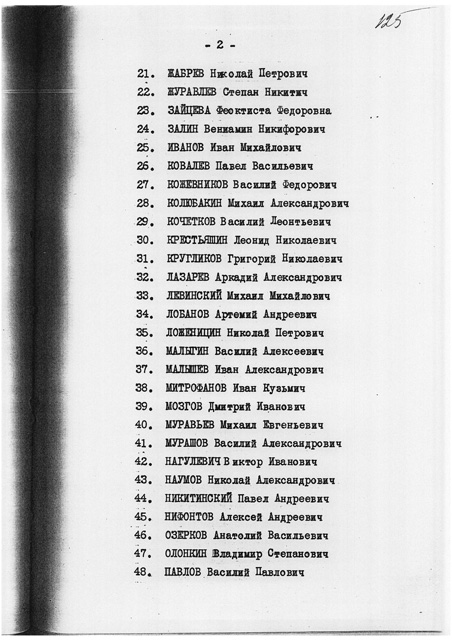 125
- 2 -
21. ЖАБРЕВ Николай Петрович
22. ЖУРАВЛЕВ Степан Никитич
23. ЗАЙЦЕВА Феоктиста Федоровна
24. ЗАЛИН Вениамин Никифорович
25. ИВАНОВ Иван Михайлович
26. КОВАЛЕВ Павел Васильевич
27. КОЖЕВНИКОВ Василий Федорович
28. КОЛЮБАКИН Михаил Александрович
29. КОЧЕТКОВ Василий Леонтьевич
30. КРЕСТЬЯШИН Леонид Николаевич
31. КРУГЛИКОВ Григорий Николаевич
32. ЛАЗАРЕВ Аркадий Александрович
33. ЛЕВИНСКИЙ Михаил Михайлович
34. ЛОБАНОВ Артемий Андреевич
35. ЛОЖЕНИЦИН Николай Петрович
36. МАЛЫГИН Василий Алексеевич
37. МАЛЫШЕВ Иван Александрович
38. МИТРОФАНОВ Иван Кузьмич
39. МОЗГОВ Дмитрий Иванович
40. МУРАВЬЕВ Михаил Евгеньевич
41. МУРАШОВ Василий Александрович
42. НАГУЛЕВИЧ Виктор Иванович
43. НАУМОВ Николай Александрович
44. НИКИТИНСКИЙ Павел Андреевич
45. НИФОНТОВ Алексей Андреевич
46. ОЗЕРКОВ Анатолий Васильевич
47. ОЛОНКИН Владимир Степанович
48. ПАВЛОВ Василий Павлович